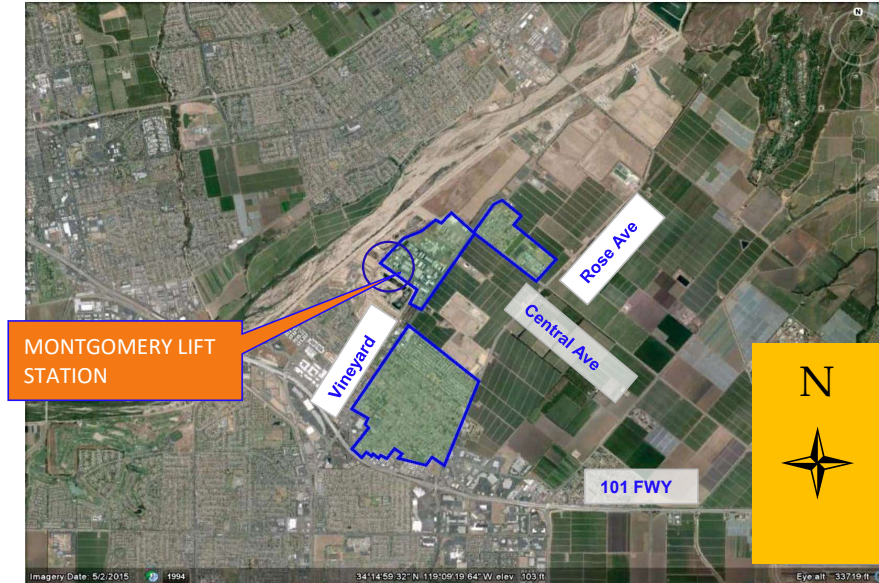 N
Rose Ave
Central Ave
MONTGOMERY LIFT
STATION
Vineyard
N
101 FWY
Imagery Date: 5/2/2015 1994 34°14'59.32" N 119°09'19.64" W elev 103 ft Eye alt 33719 ft